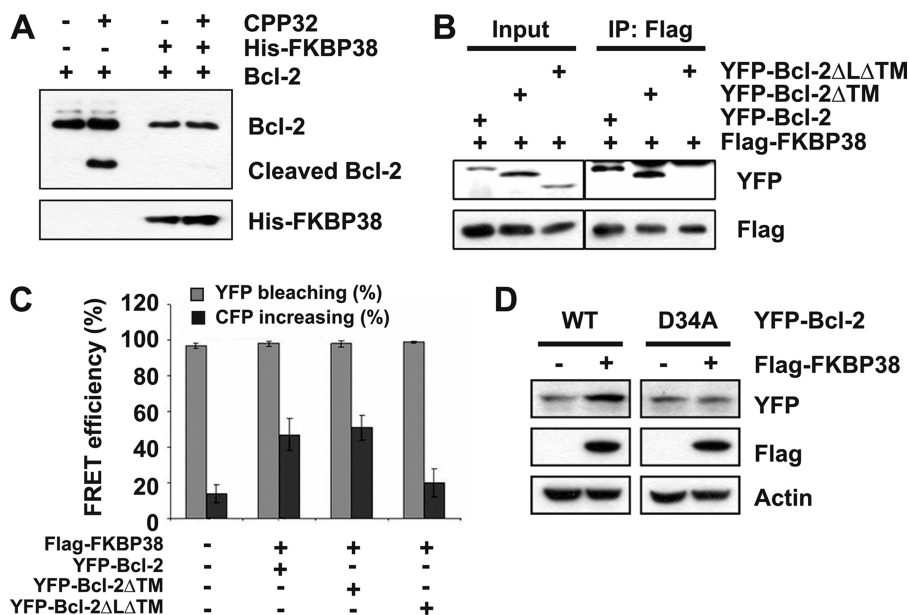 A
- + - + CPP32
- - + + His-FKBP38
+ + + + Bcl-2
Bcl-2
Cleaved Bcl-2
His-FKBP38
B
Input IP: Flag
+ + YFP-Bcl-2ΔLΔTM
+ + YFP-Bcl-2ΔTM
+ + YFP-Bcl-2
+ + + + + + Flag-FKBP38
YFP
Flag
C
YFP bleaching (%)
CFP increasing (%)
FRET efficiency (%)
120
100
80
60
40
20
0
Flag-FKBP38 - + + +
YFP-Bcl-2 - +
YFP-Bcl-2ΔTM - +
YFP-Bcl-2ΔLΔTM - +
D
WT D34A YFP-Bcl-2
- + - + Flag-FKBP38
YFP
Flag
Actin